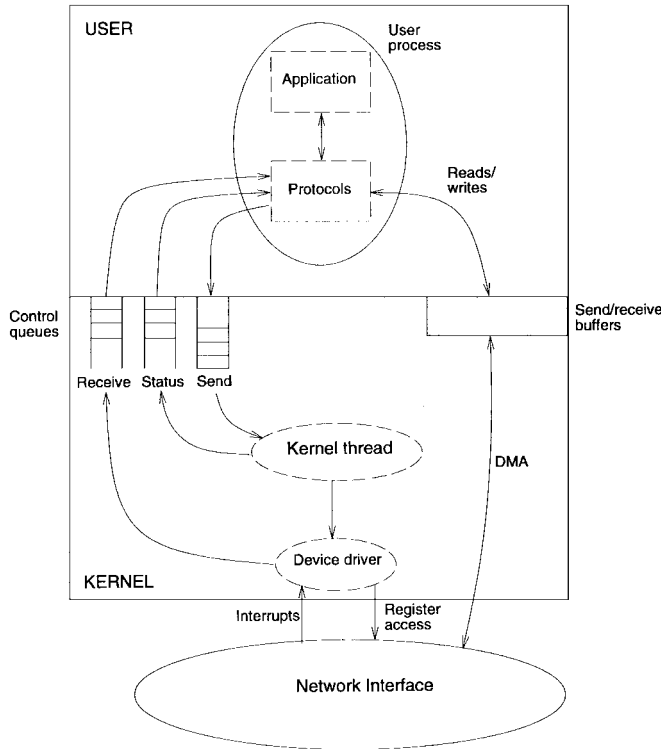 USER
User
process
Application
Protocols
Reads/
writes
Control
queues
Send/receive
buffers
Receive
Status
Send
Kernel thread
DMA
Device driver
KERNEL
Interrupts
Register
access
Network Interface